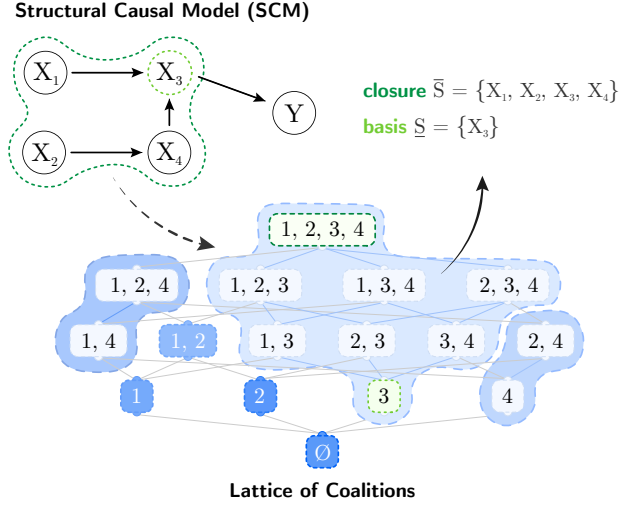 Structural Causal Model (SCM)
X₁ X₃
closure S̅ = {X₁, X₂, X₃, X₄}
Y
basis S̲ = {X₃}
X₂ X₄
1, 2, 3, 4
1, 2, 4 1, 2, 3 1, 3, 4 2, 3, 4
1, 4 1, 2 1, 3 2, 3 3, 4 2, 4
1 2 3 4
Ø
Lattice of Coalitions